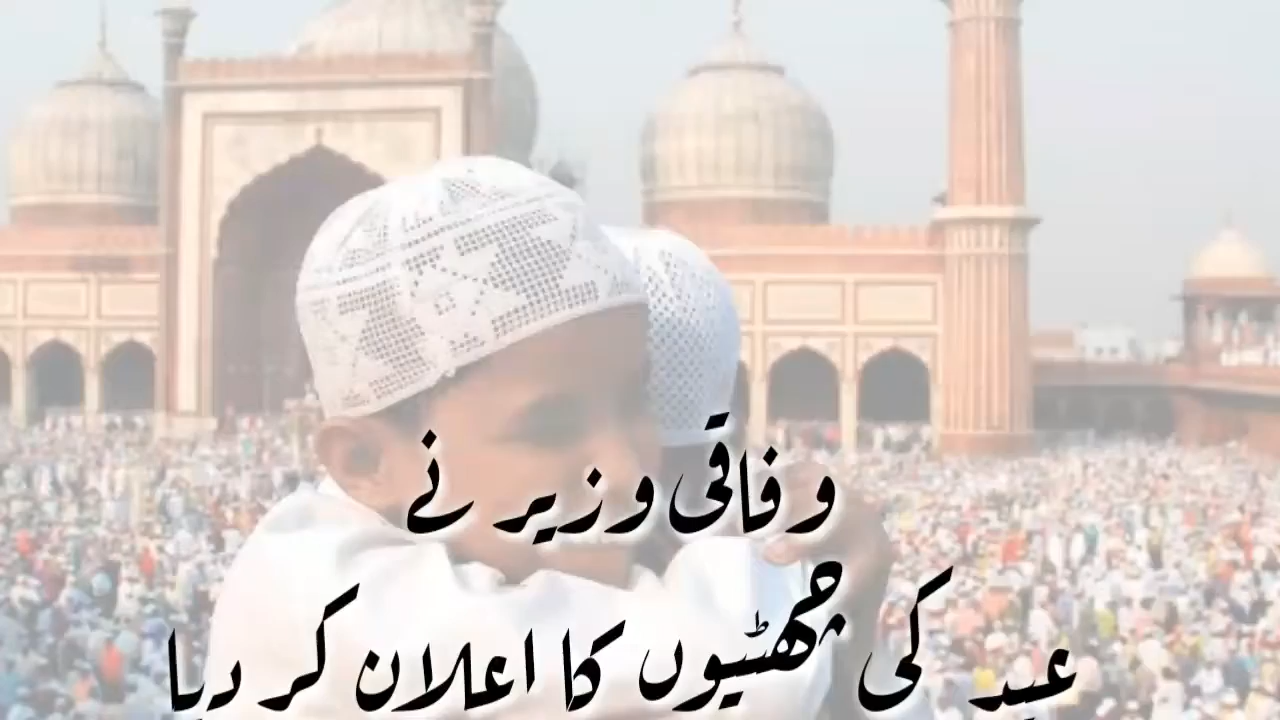 وفاقی وزیر نے
عید کی چھٹیوں کا اعلان کر دیا